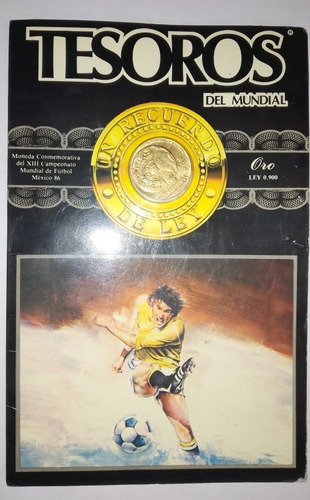 TESOROS ®
DEL MUNDIAL
UN RECUERDO
DE LEY
Moneda Conmemorativa
del XIII Campeonato
Mundial de Fútbol
México 86
Oro
LEY 0.900